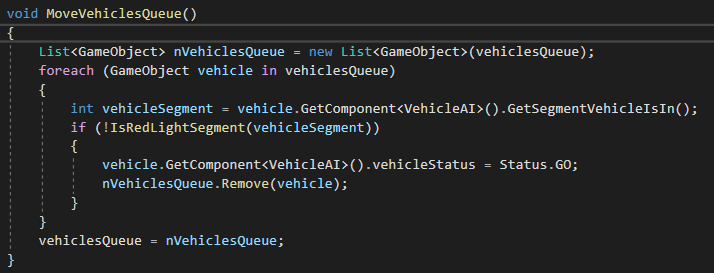 void MoveVehiclesQueue()
{
    List<GameObject> nVehiclesQueue = new List<GameObject>(vehiclesQueue);
    foreach (GameObject vehicle in vehiclesQueue)
    {
        int vehicleSegment = vehicle.GetComponent<VehicleAI>().GetSegmentVehicleIsIn();
        if (!IsRedLightSegment(vehicleSegment))
        {
            vehicle.GetComponent<VehicleAI>().vehicleStatus = Status.GO;
            nVehiclesQueue.Remove(vehicle);
        }
    }
    vehiclesQueue = nVehiclesQueue;
}